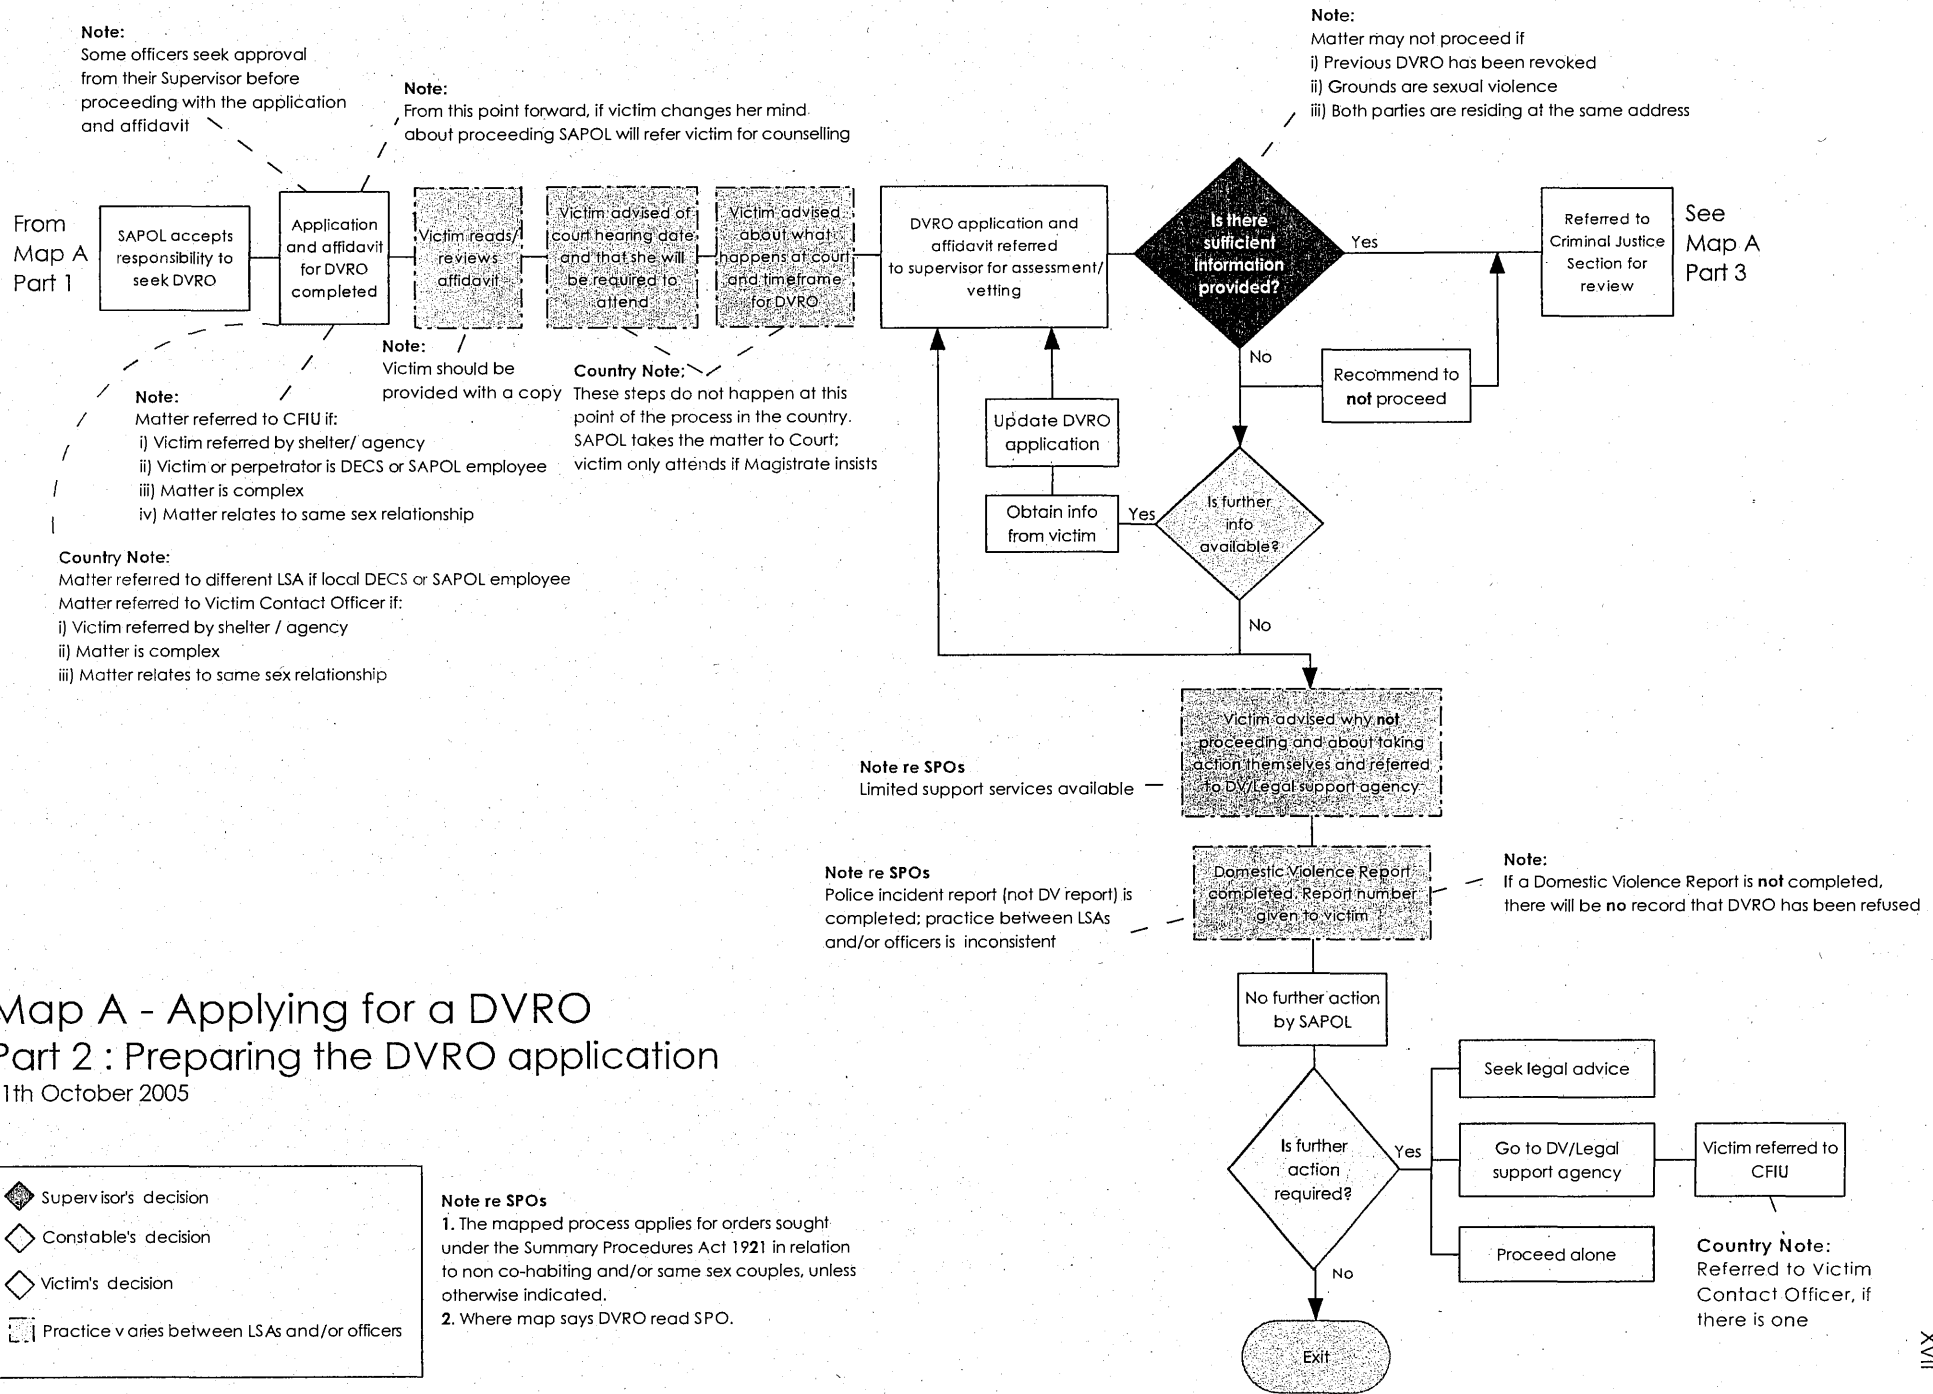 Note:
Some officers seek approval
from their Supervisor before
proceeding with the application
and affidavit
Note:
From this point forward, if victim changes her mind
about proceeding SAPOL will refer victim for counselling
Note:
Matter may not proceed if
i) Previous DVRO has been revoked
ii) Grounds are sexual violence
iii) Both parties are residing at the same address
From
Map A
Part 1
SAPOL accepts
responsibility to
seek DVRO
Application
and affidavit
for DVRO
completed
Victim reads/
reviews
affidavit
Victim advised of
court hearing date
and that she will
be required to
attend
Victim advised
about what
happens at court
and timeframe
for DVRO
DVRO application and
affidavit referred
to supervisor for assessment/
vetting
Is there
sufficient
information
provided?
Yes
No
Referred to
Criminal Justice
Section for
review
See
Map A
Part 3
Recommend to
not proceed
Note:
Victim should be
provided with a copy
Country Note:
These steps do not happen at this
point of the process in the country.
SAPOL takes the matter to Court;
victim only attends if Magistrate insists
Note:
Matter referred to CFIU if:
i) Victim referred by shelter/ agency
ii) Victim or perpetrator is DECS or SAPOL employee
iii) Matter is complex
iv) Matter relates to same sex relationship
Country Note:
Matter referred to different LSA if local DECS or SAPOL employee
Matter referred to Victim Contact Officer if:
i) Victim referred by shelter / agency
ii) Matter is complex
iii) Matter relates to same sex relationship
Update DVRO
application
Obtain info
from victim
Yes
Is further
info
available?
No
Victim advised why not
proceeding and about taking
action themselves and referred
to DV/Legal support agency
Note re SPOs
Limited support services available
Note re SPOs
Police incident report (not DV report) is
completed; practice between LSAs
and/or officers is inconsistent
Domestic Violence Report
completed. Report number
given to victim
Note:
If a Domestic Violence Report is not completed,
there will be no record that DVRO has been refused
No further action
by SAPOL
Is further
action
required?
Yes
No
Seek legal advice
Go to DV/Legal
support agency
Proceed alone
Victim referred to
CFIU
Country Note:
Referred to Victim
Contact Officer, if
there is one
Exit
Map A - Applying for a DVRO
Part 2 : Preparing the DVRO application
1th October 2005
Supervisor's decision
Constable's decision
Victim's decision
Practice varies between LSAs and/or officers
Note re SPOs
1. The mapped process applies for orders sought
under the Summary Procedures Act 1921 in relation
to non co-habiting and/or same sex couples, unless
otherwise indicated.
2. Where map says DVRO read SPO.
XVII